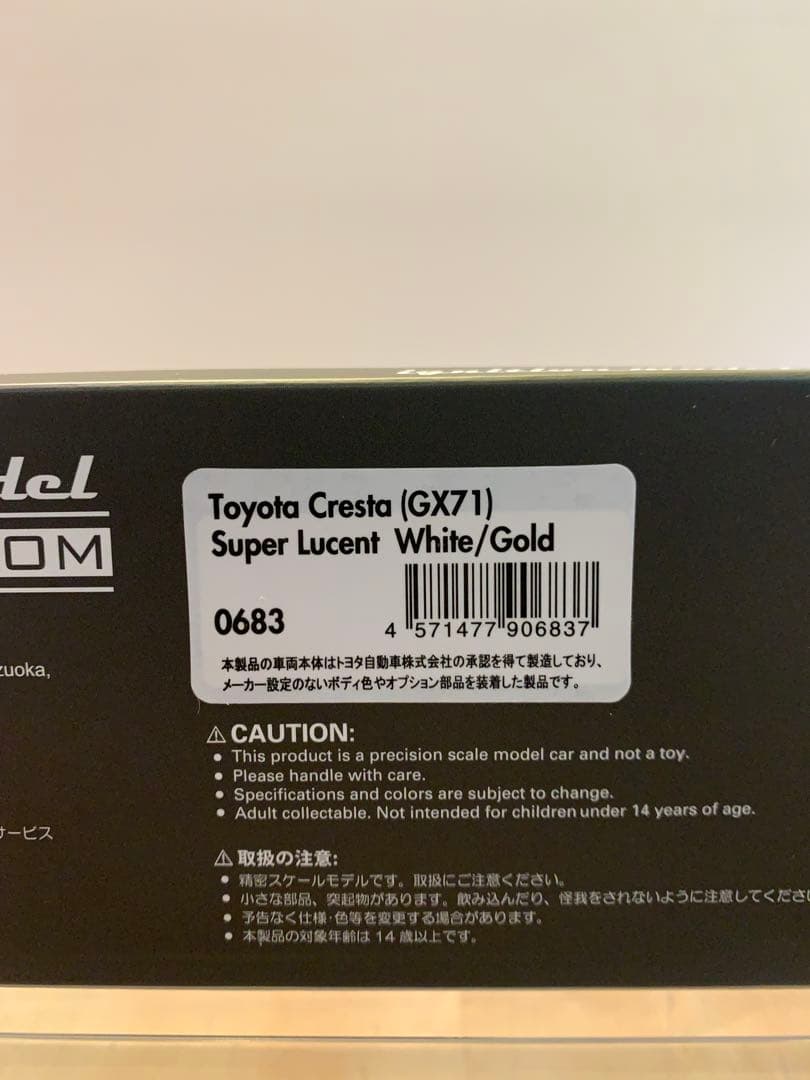 del
OM
zuoka,
サービス
Toyota Cresta (GX71)
Super Lucent White/Gold
0683
4 571477 906837
本製品の車両本体はトヨタ自動車株式会社の承認を得て製造しており、
メーカー設定のないボディ色やオプション部品を装着した製品です。
⚠ CAUTION:
● This product is a precision scale model car and not a toy.
● Please handle with care.
● Specifications and colors are subject to change.
● Adult collectable. Not intended for children under 14 years of age.
⚠ 取扱の注意:
● 精密スケールモデルです。取扱にご注意ください。
● 小さな部品、突起物があります。飲み込んだり、怪我をされないように注意してくださ
● 予告なく仕様・色等を変更する場合があります。
● 本製品の対象年齢は 14 歳以上です。